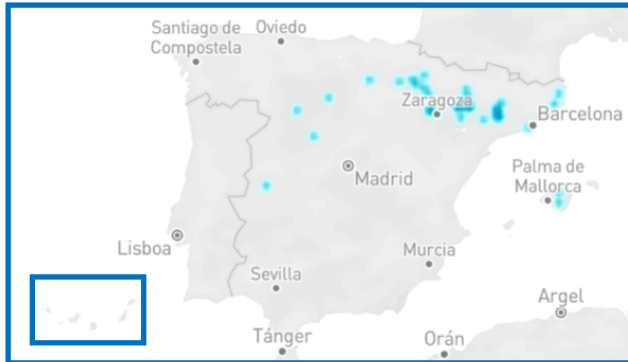 Santiago de
Compostela
Oviedo
Zaragoza
Barcelona
Madrid
Palma de
Mallorca
Lisboa
Murcia
Sevilla
Argel
Tánger
Orán